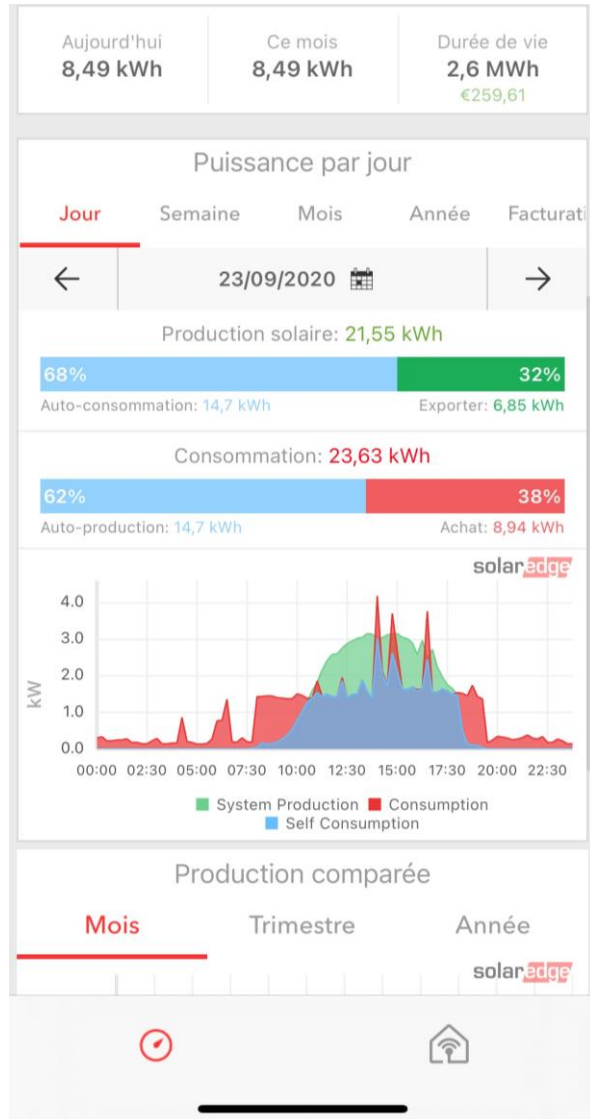 Aujourd'hui Ce mois Durée de vie
8,49 kWh 8,49 kWh 2,6 MWh
€259,61
Puissance par jour
Jour Semaine Mois Année Facturati
23/09/2020
Production solaire: 21,55 kWh
68% 32%
Auto-consommation: 14,7 kWh Exporter: 6,85 kWh
Consommation: 23,63 kWh
62% 38%
Auto-production: 14,7 kWh Achat: 8,94 kWh
solaredge
4.0
3.0
2.0
1.0
0.0
kW
00:00 02:30 05:00 07:30 10:00 12:30 15:00 17:30 20:00 22:30
System Production Consumption
Self Consumption
Production comparée
Mois Trimestre Année
solaredge